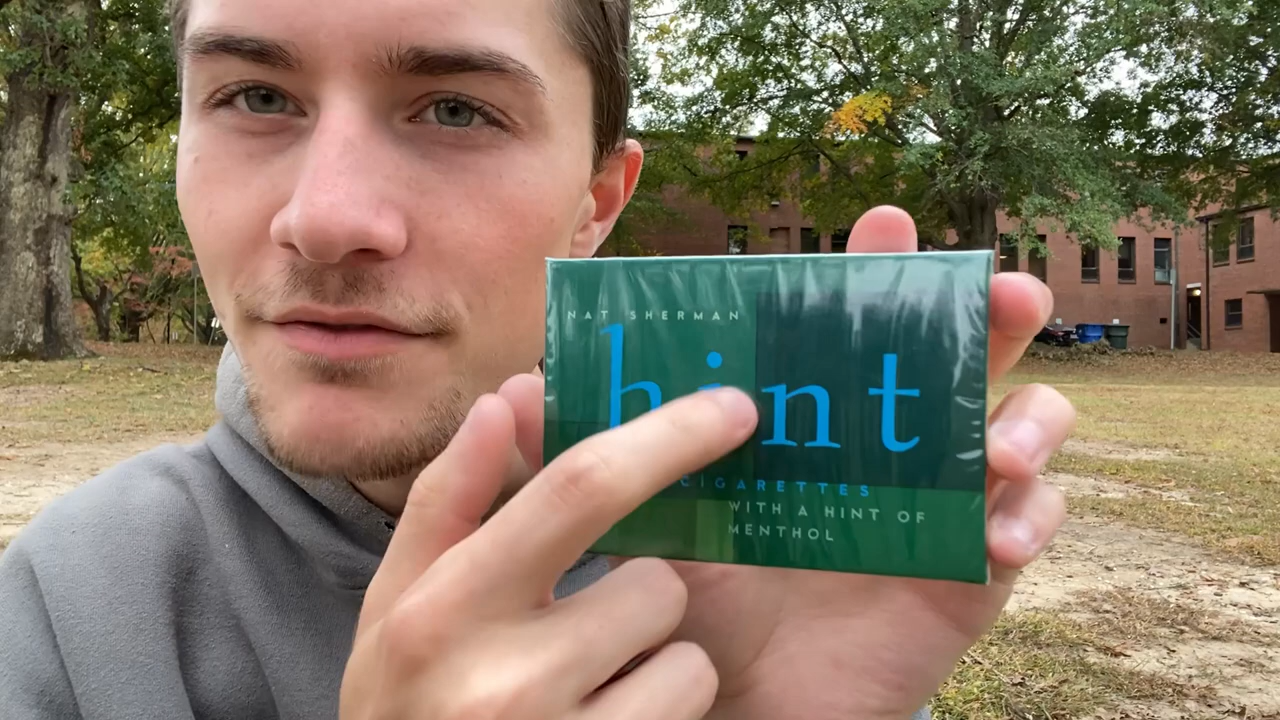 NAT SHERMAN
hint
CIGARETTES
WITH A HINT OF
MENTHOL